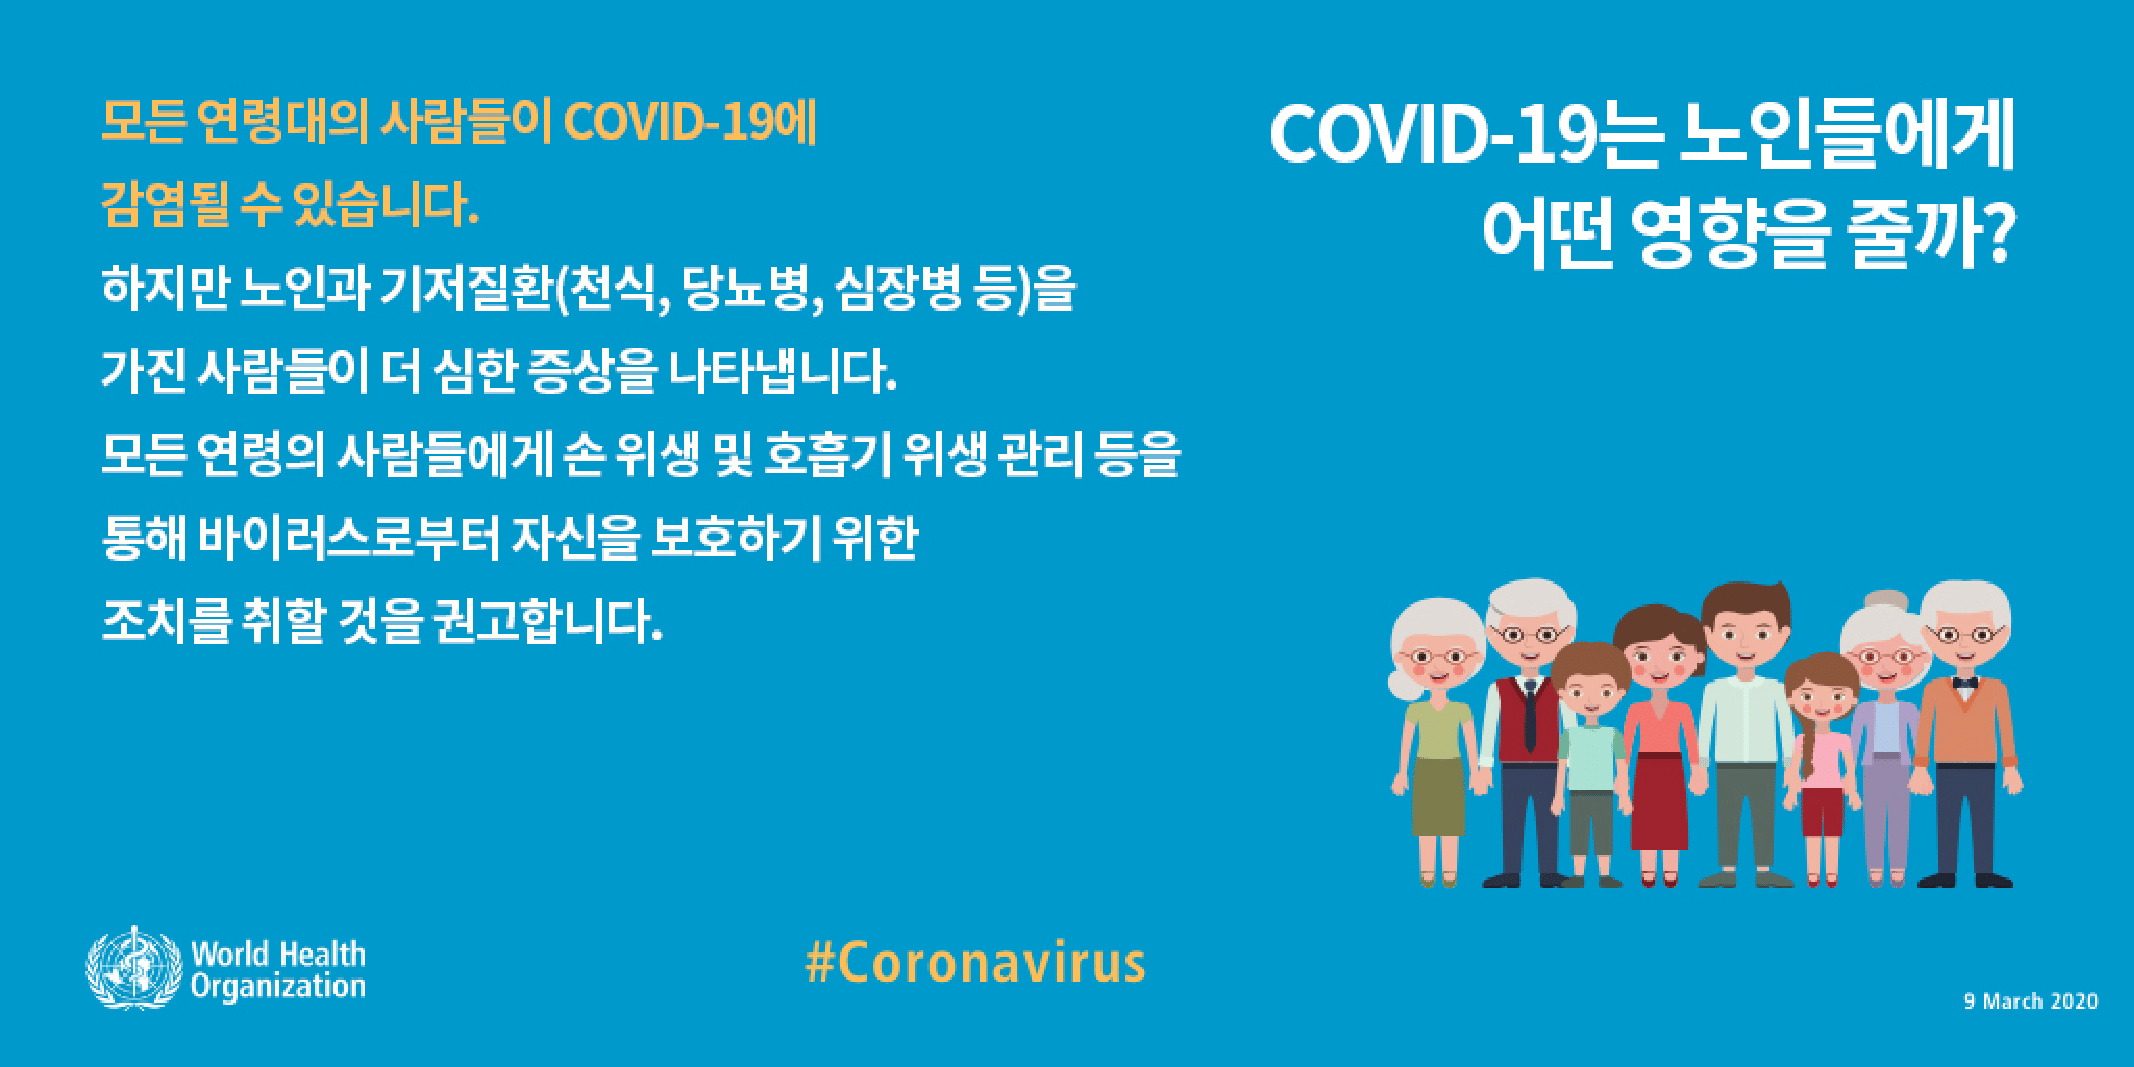 COVID-19는 노인들에게
어떤 영향을 줄까?
모든 연령대의 사람들이 COVID-19에
감염될 수 있습니다.
하지만 노인과 기저질환(천식, 당뇨병, 심장병 등)을
가진 사람들이 더 심한 증상을 나타냅니다.
모든 연령의 사람들에게 손 위생 및 호흡기 위생 관리 등을
통해 바이러스로부터 자신을 보호하기 위한
조치를 취할 것을 권고합니다.
World Health
Organization
#Coronavirus
9 March 2020